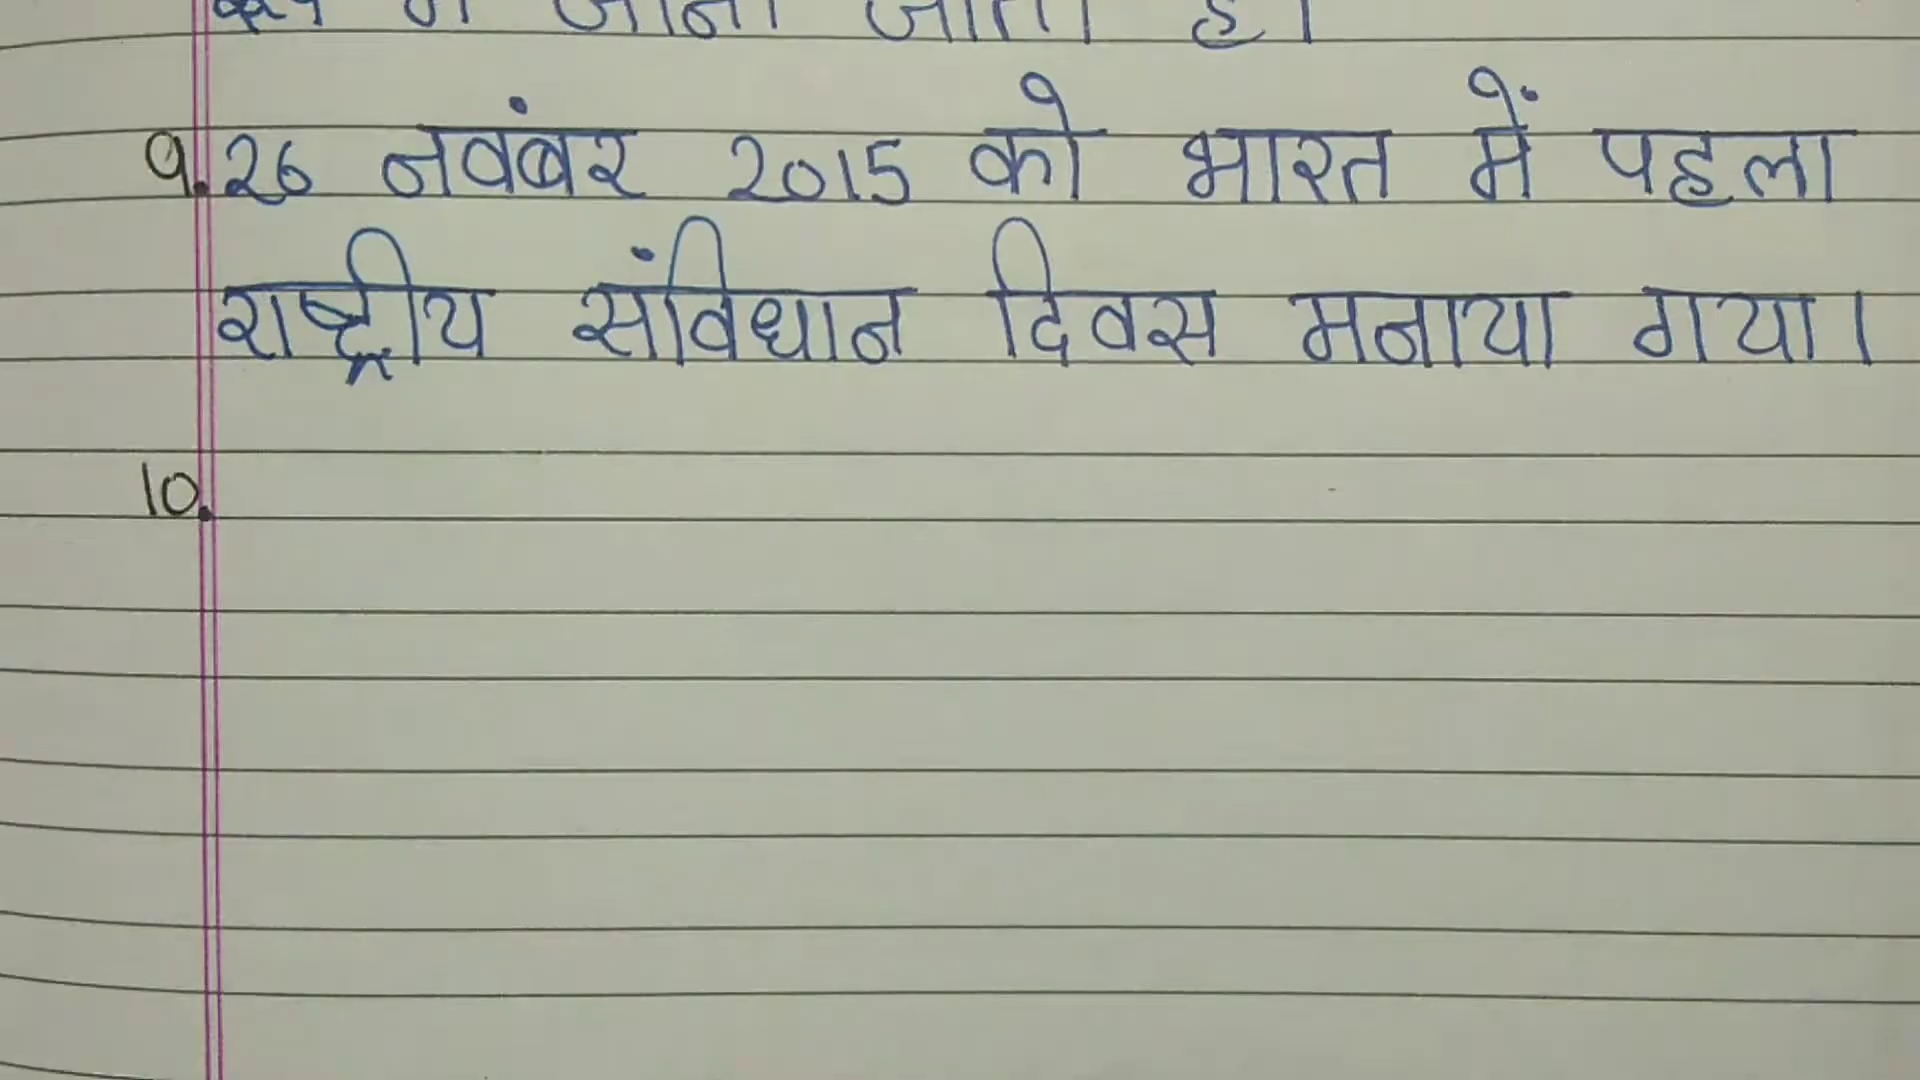 रूप में जाना जाता है।
9. 26 नवंबर 2015 को भारत में पहला
राष्ट्रीय संविधान दिवस मनाया गया।
10.